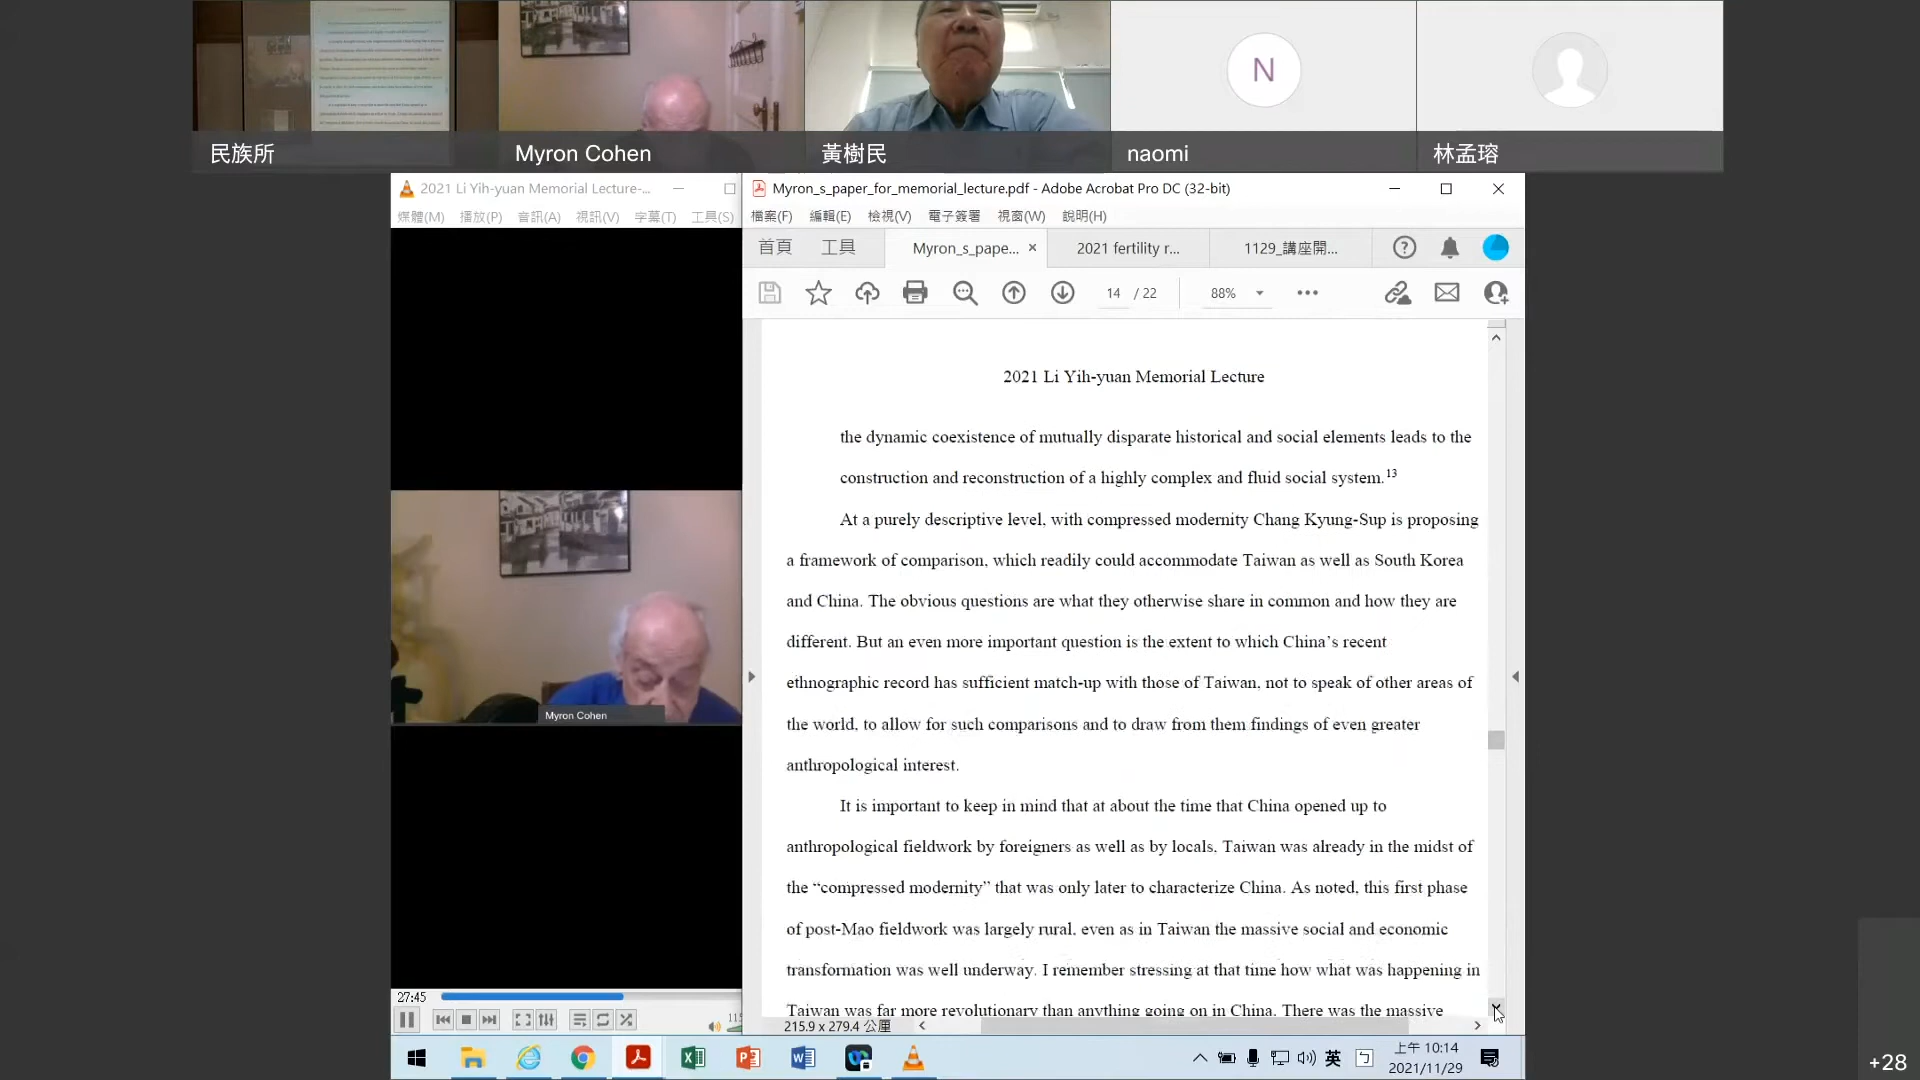 民族所
Myron Cohen
黃樹民
N
naomi
林孟瑢
2021 Li Yih-yuan Memorial Lecture-...
媒體(M) 播放(P) 音訊(A) 視訊(V) 字幕(T) 工具(S)
Myron Cohen
27:45
Myron_s_paper_for_memorial_lecture.pdf - Adobe Acrobat Pro DC (32-bit)
檔案(F) 編輯(E) 檢視(V) 電子簽署 視窗(W) 說明(H)
首頁 工具 Myron_s_pape... × 2021 fertility r... 1129_講座開...
14 / 22 88%
2021 Li Yih-yuan Memorial Lecture
the dynamic coexistence of mutually disparate historical and social elements leads to the
construction and reconstruction of a highly complex and fluid social system.13
At a purely descriptive level, with compressed modernity Chang Kyung-Sup is proposing
a framework of comparison, which readily could accommodate Taiwan as well as South Korea
and China. The obvious questions are what they otherwise share in common and how they are
different. But an even more important question is the extent to which China’s recent
ethnographic record has sufficient match-up with those of Taiwan, not to speak of other areas of
the world, to allow for such comparisons and to draw from them findings of even greater
anthropological interest.
It is important to keep in mind that at about the time that China opened up to
anthropological fieldwork by foreigners as well as by locals, Taiwan was already in the midst of
the “compressed modernity” that was only later to characterize China. As noted, this first phase
of post-Mao fieldwork was largely rural, even as in Taiwan the massive social and economic
transformation was well underway. I remember stressing at that time how what was happening in
Taiwan was far more revolutionary than anything going on in China. There was the massive
215.9 x 279.4 公厘
英
上午 10:14
2021/11/29
+28